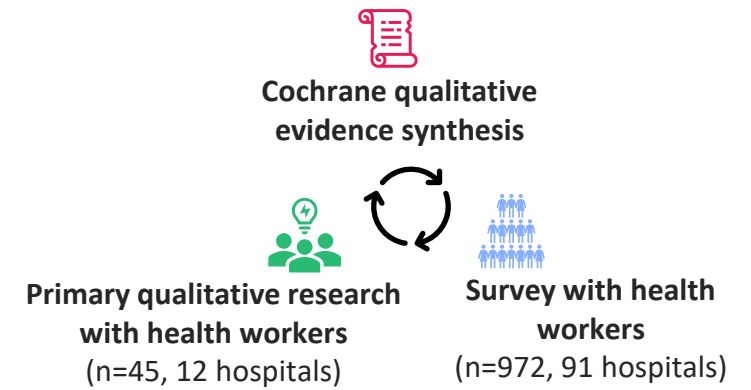 Cochrane qualitative
evidence synthesis
Primary qualitative research
with health workers
(n=45, 12 hospitals)
Survey with health
workers
(n=972, 91 hospitals)